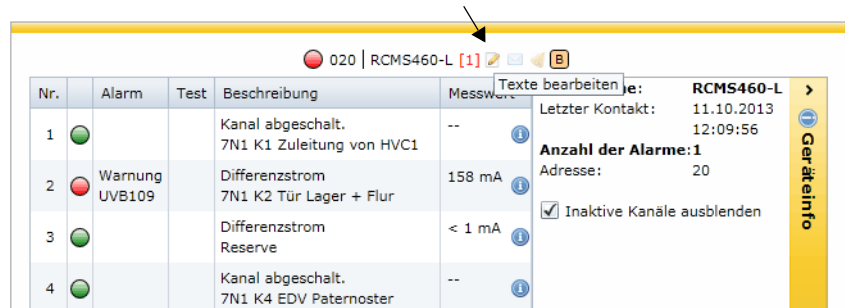 020 | RCMS460-L [1] B
Texte bearbeiten
Nr. Alarm Test Beschreibung
1 Kanal abgeschalt. --
7N1 K1 Zuleitung von HVC1
2 Warnung Differenzstrom 158 mA
UVB109 7N1 K2 Tür Lager + Flur
3 Differenzstrom < 1 mA
Reserve
4 Kanal abgeschalt. --
7N1 K4 EDV Paternoster
RCMS460-L
Letzter Kontakt: 11.10.2013
12:09:56
Anzahl der Alarme: 1
Adresse: 20
Inaktive Kanäle ausblenden
Geräteinfo